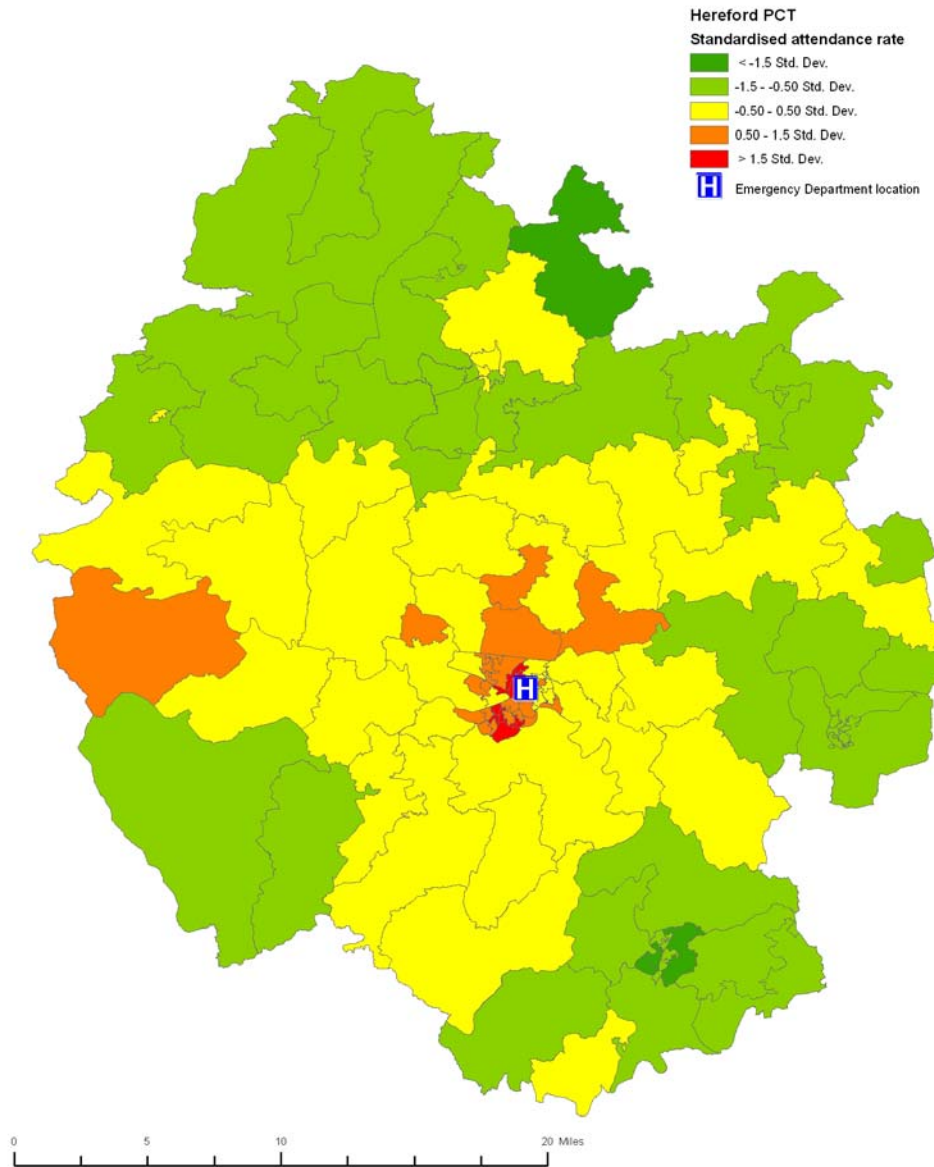 Hereford PCT
Standardised attendance rate
< -1.5 Std. Dev.
-1.5 - -0.50 Std. Dev.
-0.50 - 0.50 Std. Dev.
0.50 - 1.5 Std. Dev.
> 1.5 Std. Dev.
H Emergency Department location
H
0 5 10 20 Miles